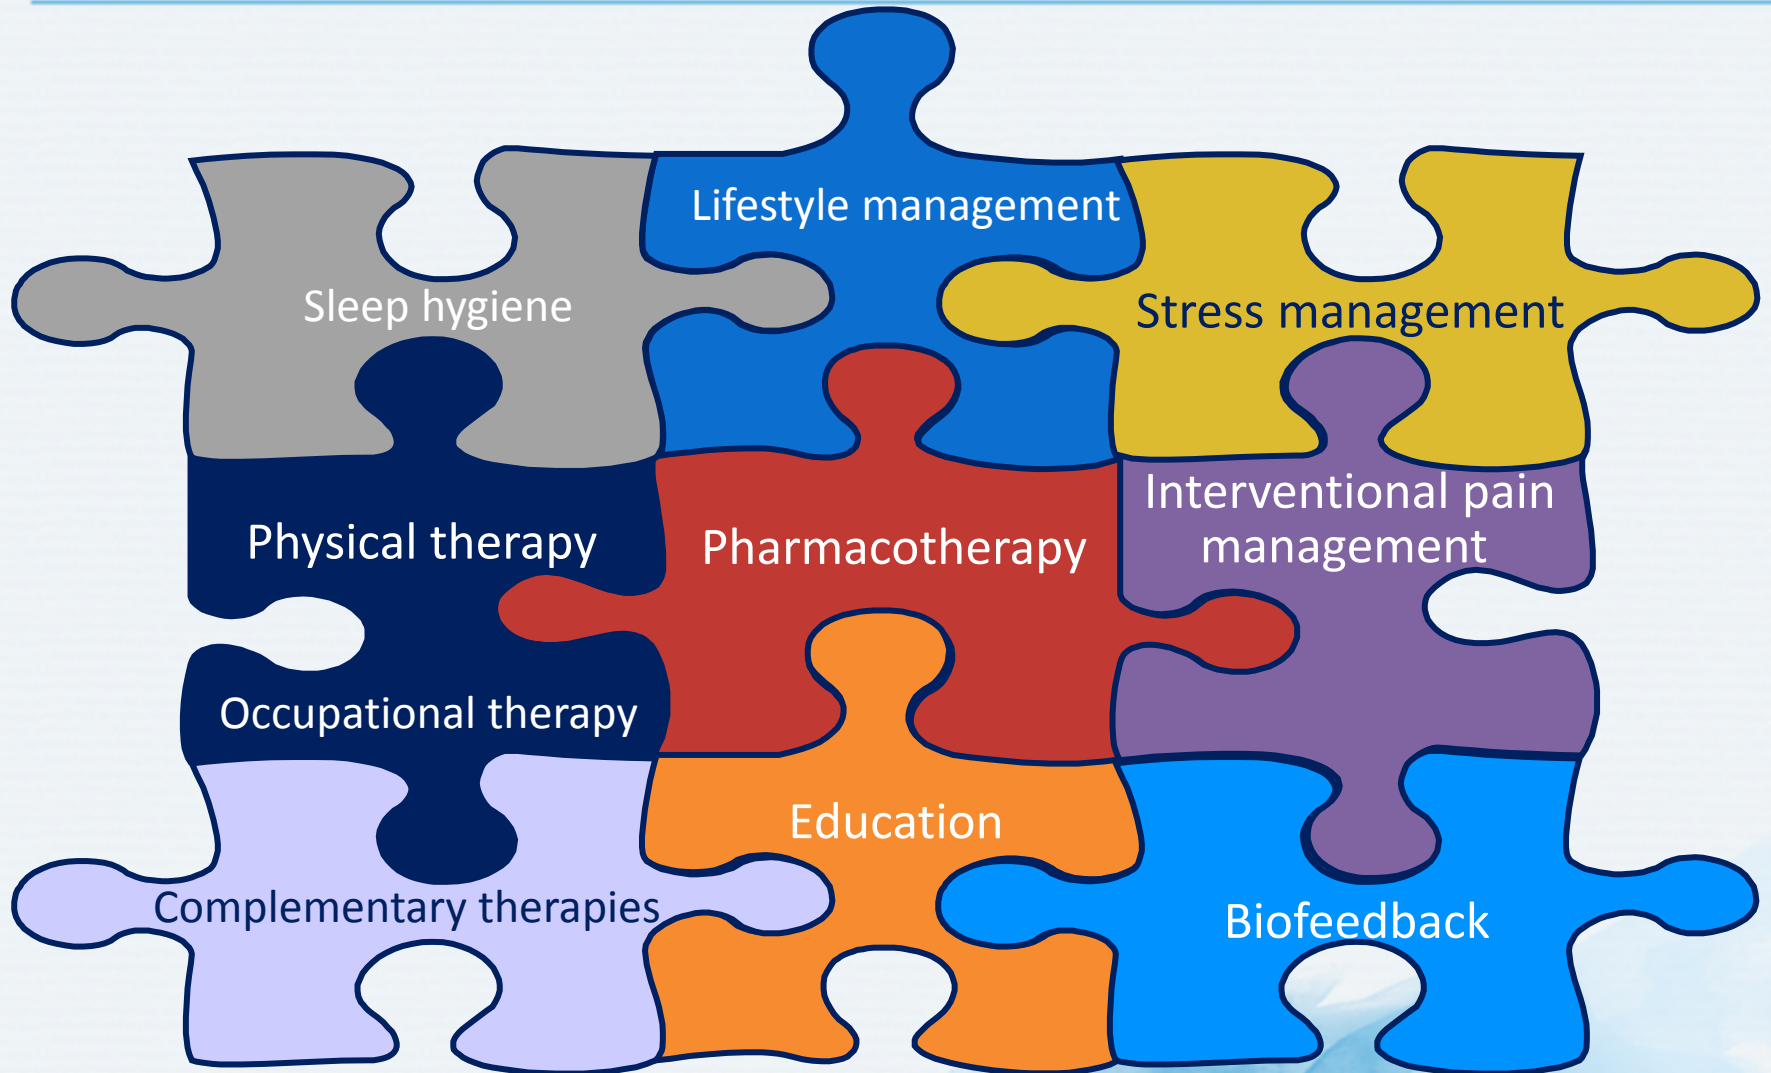 Lifestyle management
Sleep hygiene
Stress management
Physical therapy
Pharmacotherapy
Interventional pain
management
Occupational therapy
Education
Complementary therapies
Biofeedback